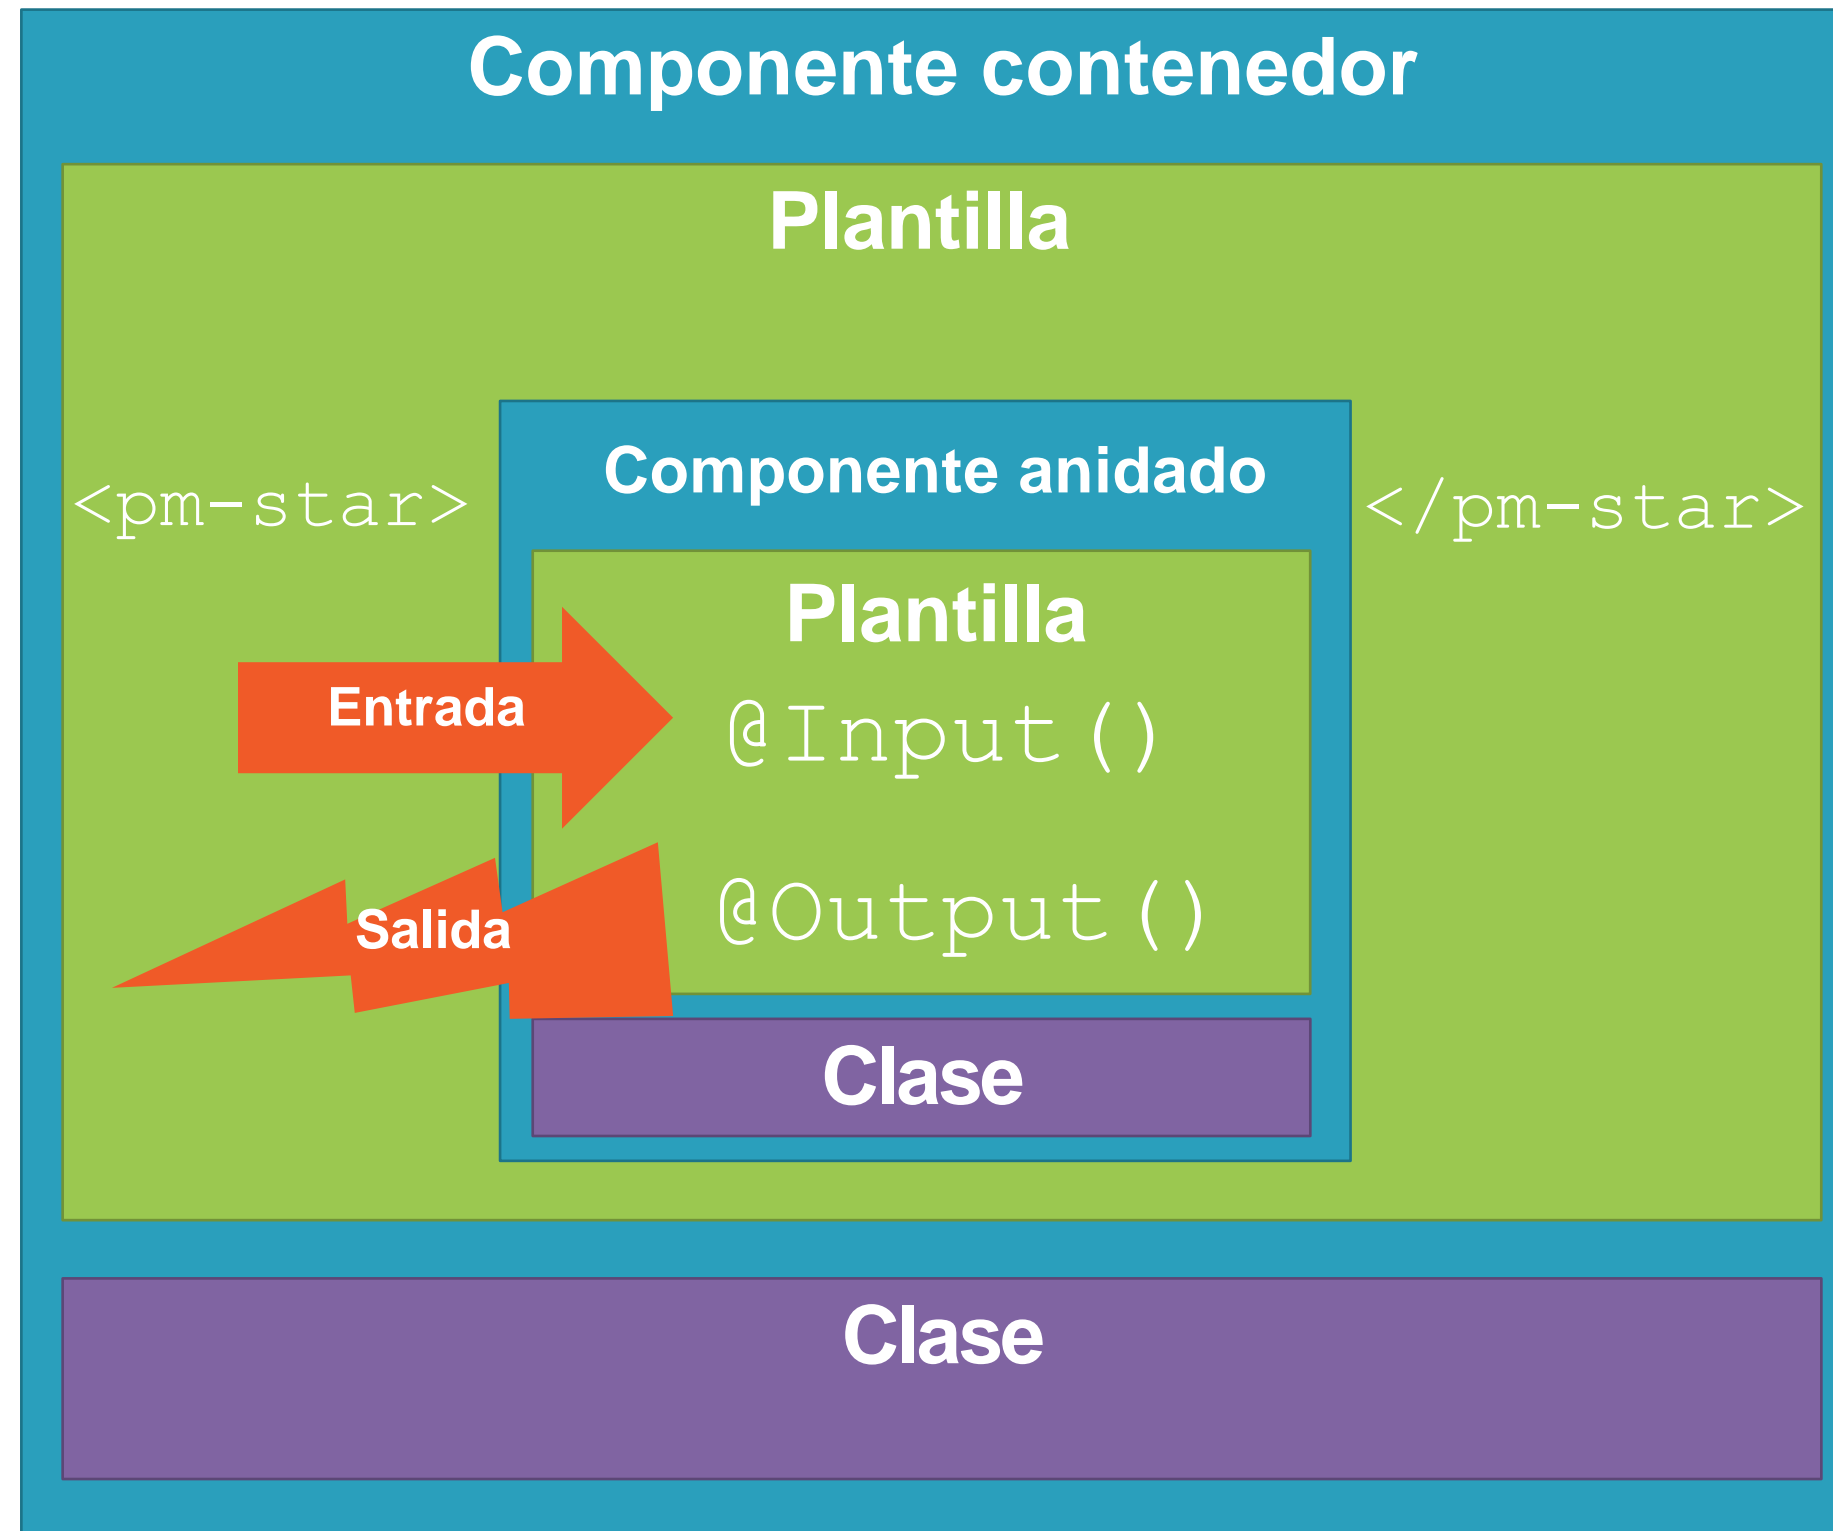 Componente contenedor
Plantilla
Componente anidado
<pm-star>
</pm-star>
Plantilla
Entrada
@Input()
Salida
@Output()
Clase
Clase